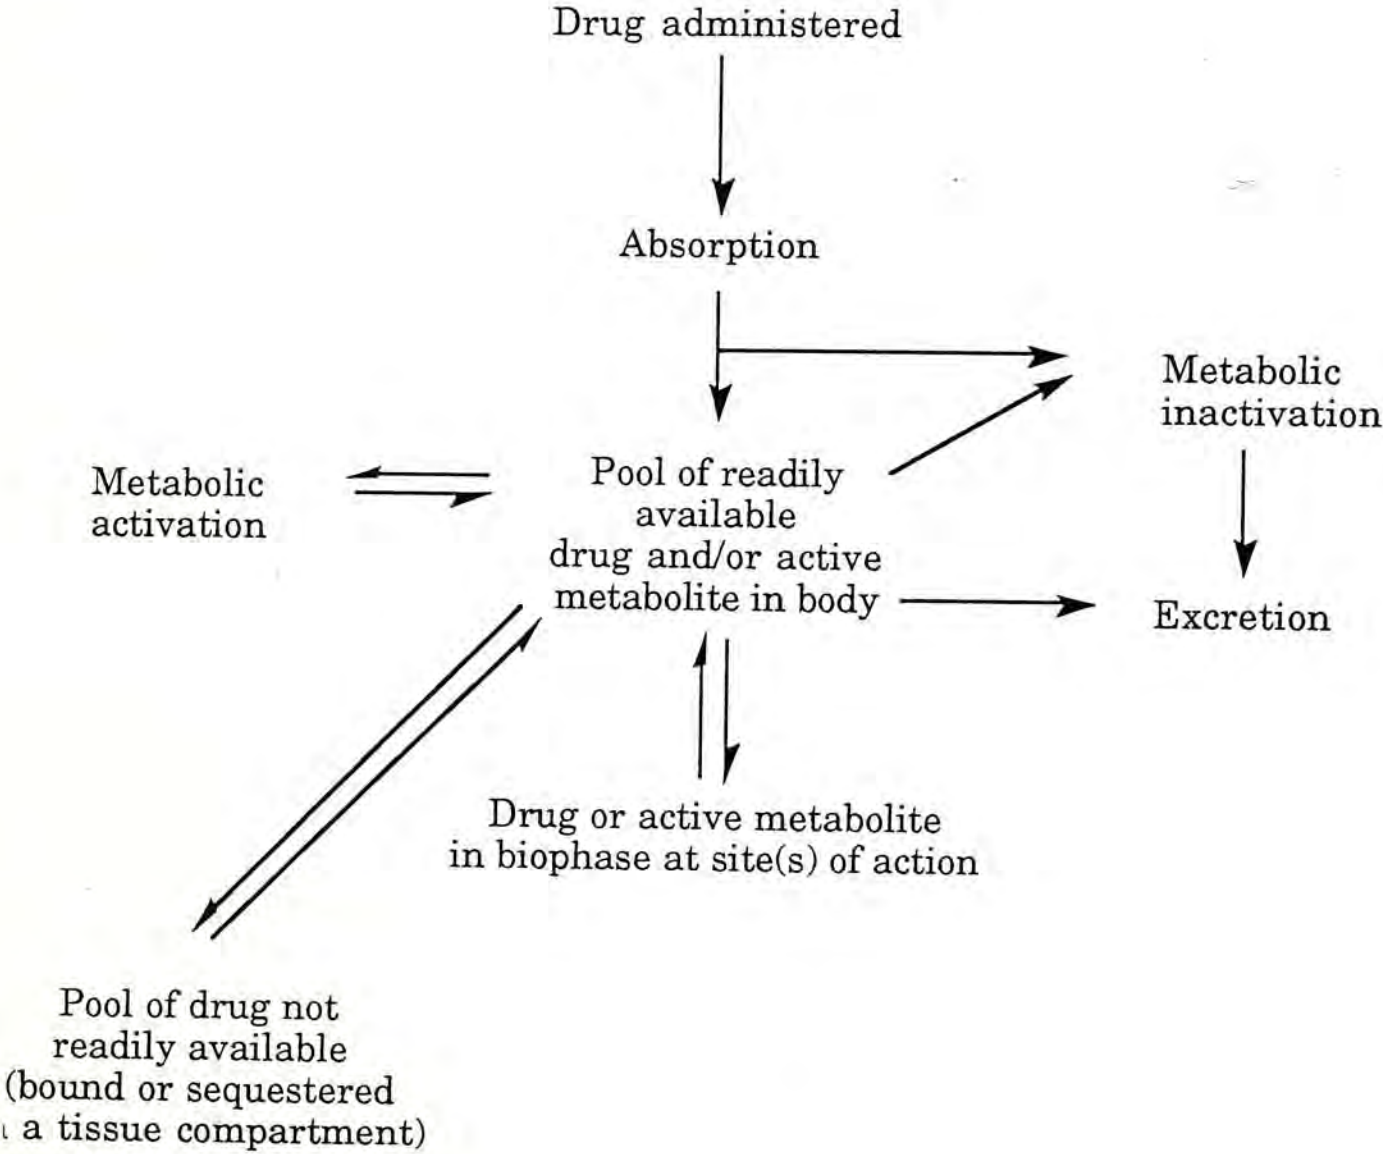 Drug administered
Absorption
Metabolic
inactivation
Metabolic
activation
Pool of readily
available
drug and/or active
metabolite in body
Excretion
Drug or active metabolite
in biophase at site(s) of action
Pool of drug not
readily available
(bound or sequestered
a tissue compartment)